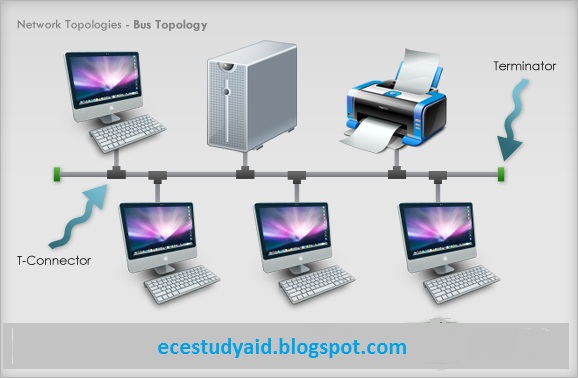 Network Topologies - Bus Topology
Terminator
T-Connector
ecestudyaid.blogspot.com